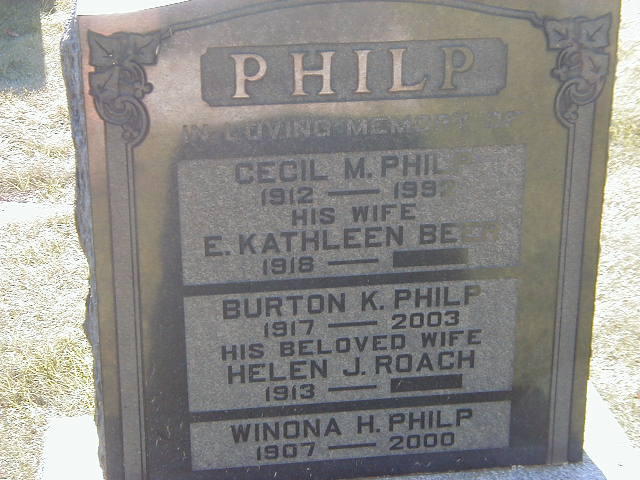 PHILP
IN LOVING MEMORY OF
CECIL M. PHILP
1912 — 1992
HIS WIFE
E. KATHLEEN
1918 —
BURTON K. PHILP
1917 — 2003
HIS BELOVED WIFE
HELEN J. ROACH
1913 —
WINONA H. PHILP
1907 — 2000